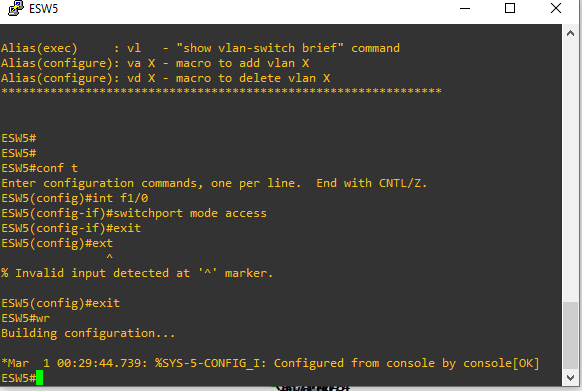 ESW5
Alias(exec)     : vl   - "show vlan-switch brief" command
Alias(configure): va X - macro to add vlan X
Alias(configure): vd X - macro to delete vlan X
***************************************************************
ESW5#
ESW5#
ESW5#conf t
Enter configuration commands, one per line.  End with CNTL/Z.
ESW5(config)#int f1/0
ESW5(config-if)#switchport mode access
ESW5(config-if)#exit
ESW5(config)#ext
^
% Invalid input detected at '^' marker.
ESW5(config)#exit
ESW5#wr
Building configuration...
*Mar  1 00:29:44.739: %SYS-5-CONFIG_I: Configured from console by console[OK]
ESW5#